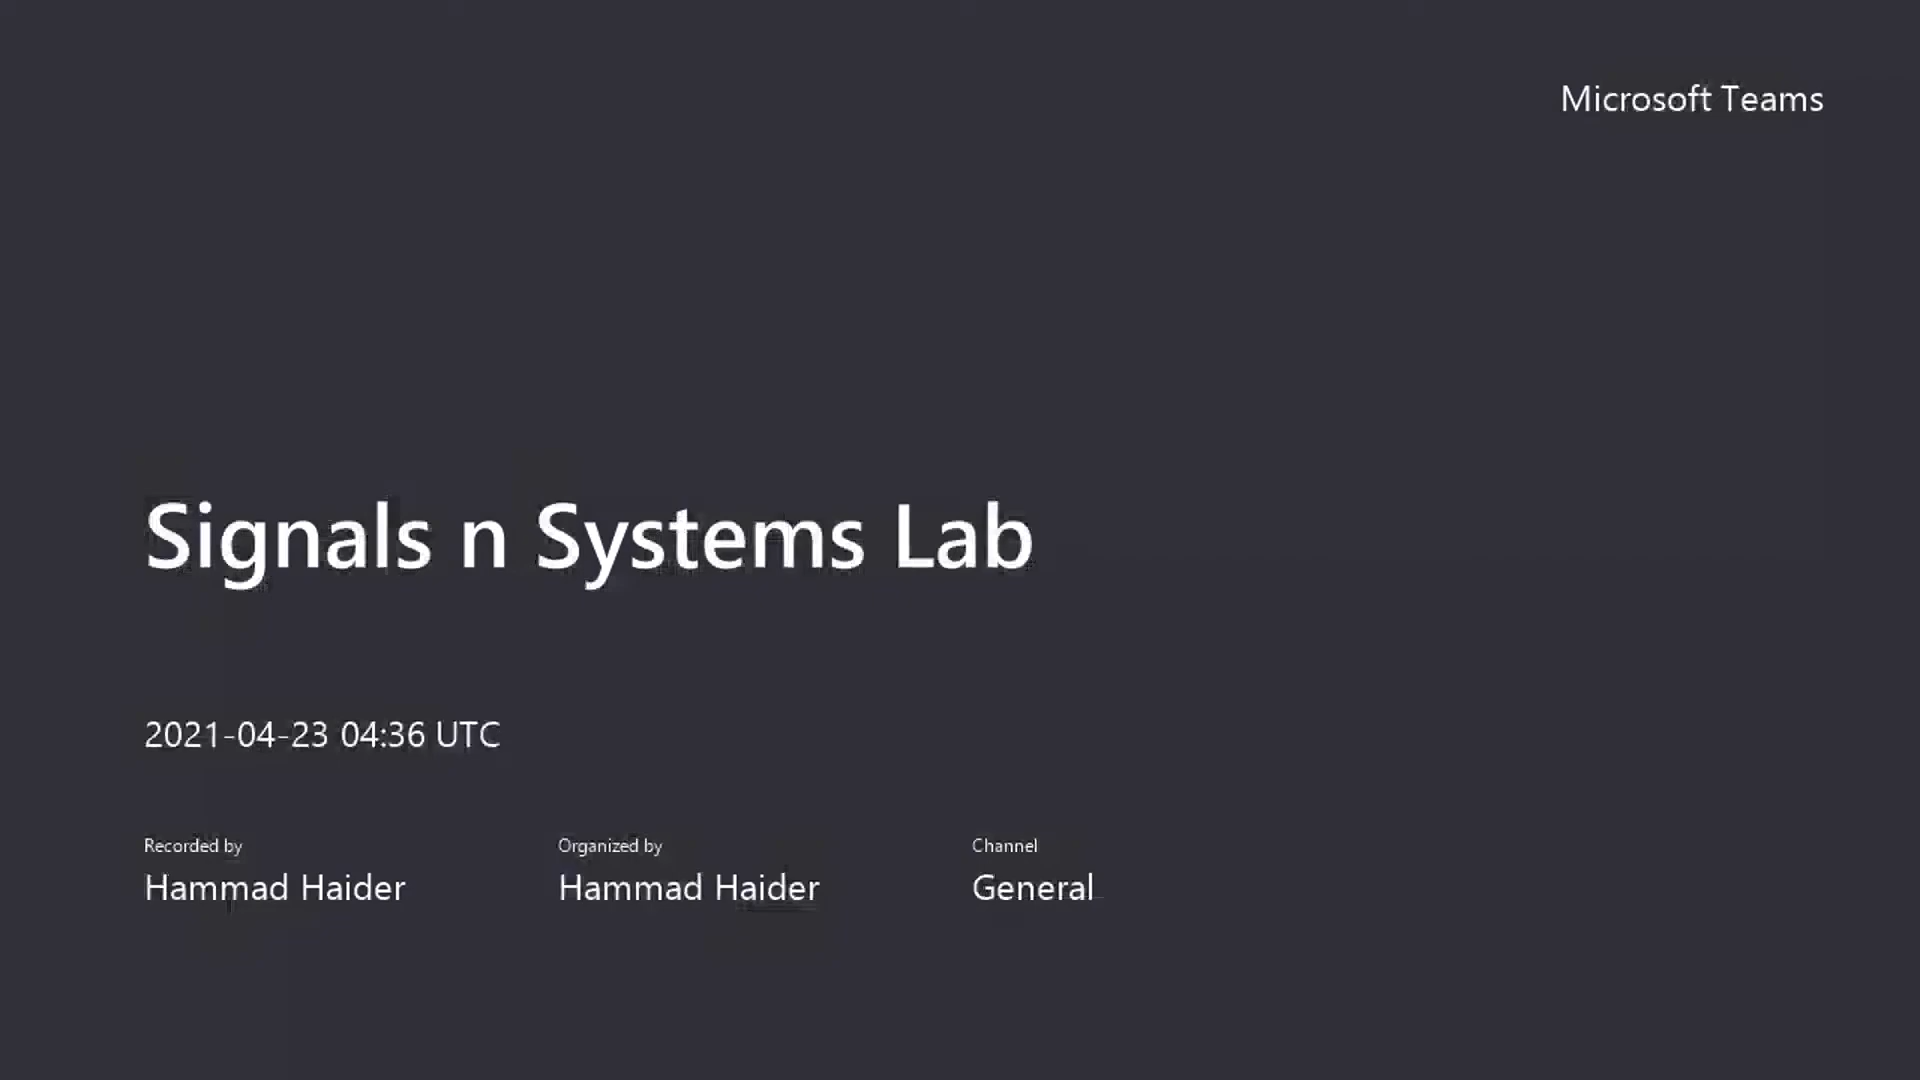 Microsoft Teams
Signals n Systems Lab
2021-04-23 04:36 UTC
Recorded by
Hammad Haider
Organized by
Hammad Haider
Channel
General